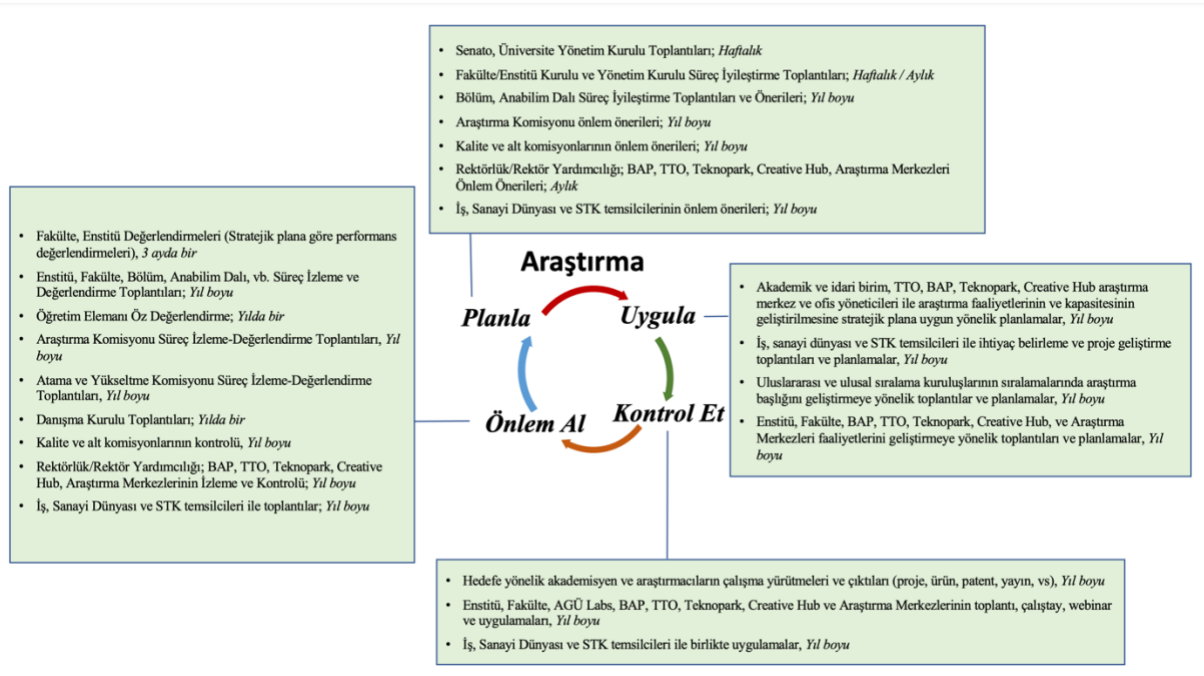 • Senato, Üniversite Yönetim Kurulu Toplantıları; Haftalık
• Fakülte/Enstitü Kurulu ve Yönetim Kurulu Süreç İyileştirme Toplantıları; Haftalık / Aylık
• Bölüm, Anabilim Dalı Süreç İyileştirme Toplantıları ve Önerileri; Yıl boyu
• Araştırma Komisyonu önlem önerileri; Yıl boyu
• Kalite ve alt komisyonlarının önlem önerileri; Yıl boyu
• Rektörlük/Rektör Yardımcılığı; BAP, TTO, Teknopark, Creative Hub, Araştırma Merkezleri
Önlem Önerileri; Aylık
• İş, Sanayi Dünyası ve STK temsilcilerinin önlem önerileri; Yıl boyu
• Fakülte, Enstitü Değerlendirmeleri (Stratejik plana göre performans
değerlendirmeleri), 3 ayda bir
• Enstitü, Fakülte, Bölüm, Anabilim Dalı, vb. Süreç İzleme ve
Değerlendirme Toplantıları; Yıl boyu
• Öğretim Elemanı Öz Değerlendirme; Yılda bir
• Araştırma Komisyonu Süreç İzleme-Değerlendirme Toplantıları, Yıl
boyu
• Atama ve Yükseltme Komisyonu Süreç İzleme-Değerlendirme
Toplantıları, Yıl boyu
• Danışma Kurulu Toplantıları; Yılda bir
• Kalite ve alt komisyonlarının kontrolü, Yıl boyu
• Rektörlük/Rektör Yardımcılığı; BAP, TTO, Teknopark, Creative
Hub, Araştırma Merkezlerinin İzleme ve Kontrolü; Yıl boyu
• İş, Sanayi Dünyası ve STK temsilcileri ile toplantılar; Yıl boyu
Araştırma
Planla
Uygula
Önlem Al
Kontrol Et
• Akademik ve idari birim, TTO, BAP, Teknopark, Creative Hub araştırma
merkez ve ofis yöneticileri ile araştırma faaliyetlerinin ve kapasitesinin
geliştirilmesine stratejik plana uygun yönelik planlamalar, Yıl boyu
• İş, sanayi dünyası ve STK temsilcileri ile ihtiyaç belirleme ve proje geliştirme
toplantıları ve planlamalar, Yıl boyu
• Uluslararası ve ulusal sıralama kuruluşlarının sıralamalarında araştırma
başlığını geliştirmeye yönelik toplantılar ve planlamalar, Yıl boyu
• Enstitü, Fakülte, BAP, TTO, Teknopark, Creative Hub, ve Araştırma
Merkezleri faaliyetlerini geliştirmeye yönelik toplantıları ve planlamalar, Yıl
boyu
• Hedefe yönelik akademisyen ve araştırmacıların çalışma yürütmeleri ve çıktıları (proje, ürün, patent, yayın, vs), Yıl boyu
• Enstitü, Fakülte, AGÜ Labs, BAP, TTO, Teknopark, Creative Hub ve Araştırma Merkezlerinin toplantı, çalıştay, webinar
ve uygulamaları, Yıl boyu
• İş, Sanayi Dünyası ve STK temsilcileri ile birlikte uygulamalar, Yıl boyu